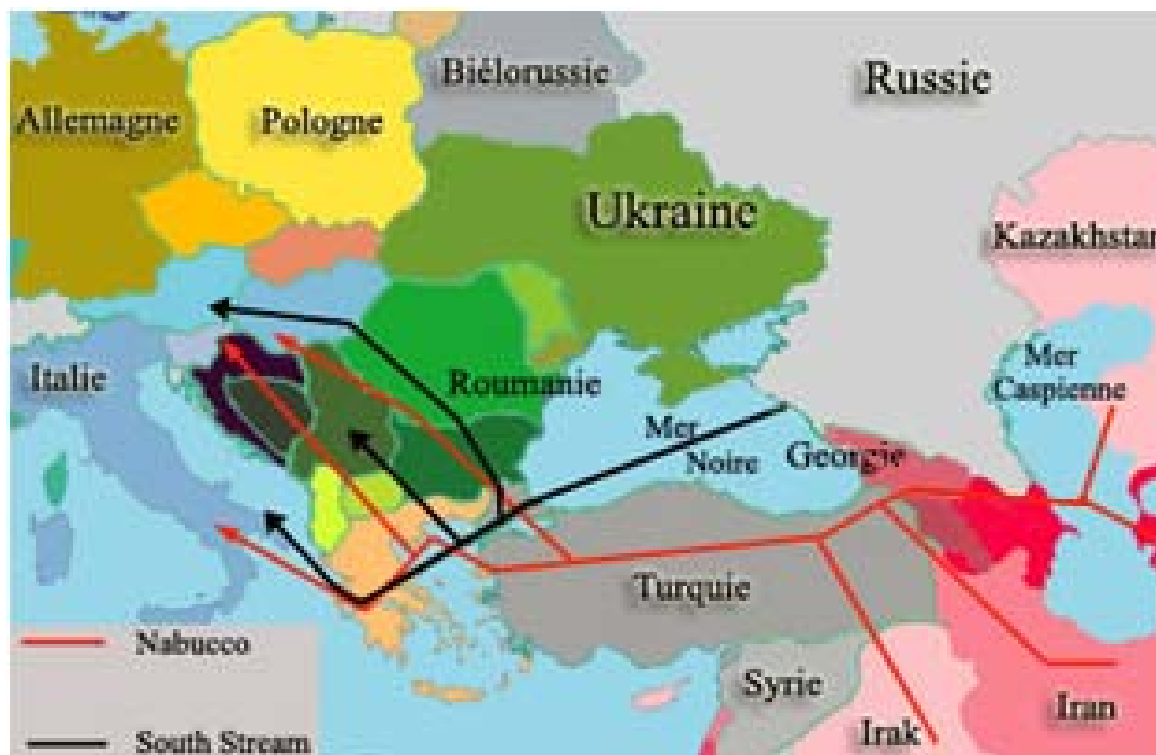 Biélorussie
Russie
Allemagne
Pologne
Ukraine
Kazakhstan
Italie
Roumanie
Mer
Caspienne
Mer
Noire
Georgie
Turquie
Nabucco
Syrie
Irak
Iran
South Stream